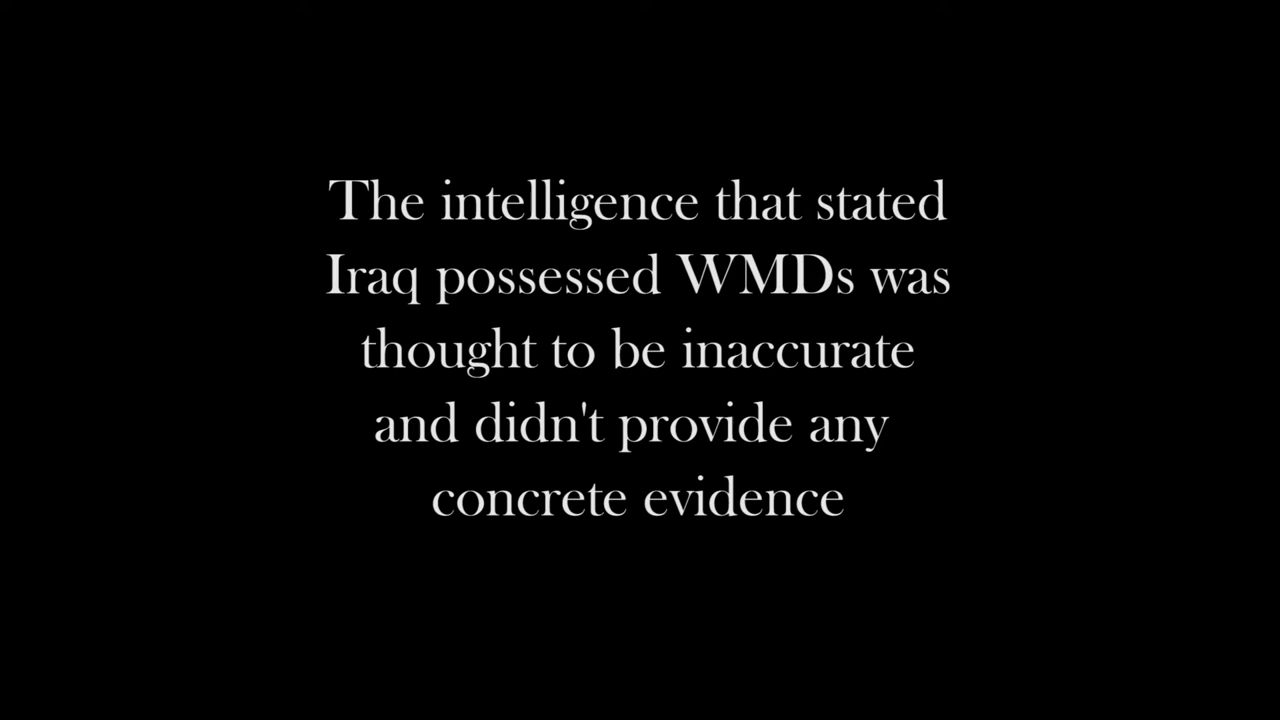 The intelligence that stated
Iraq possessed WMDs was
thought to be inaccurate
and didn't provide any
concrete evidence